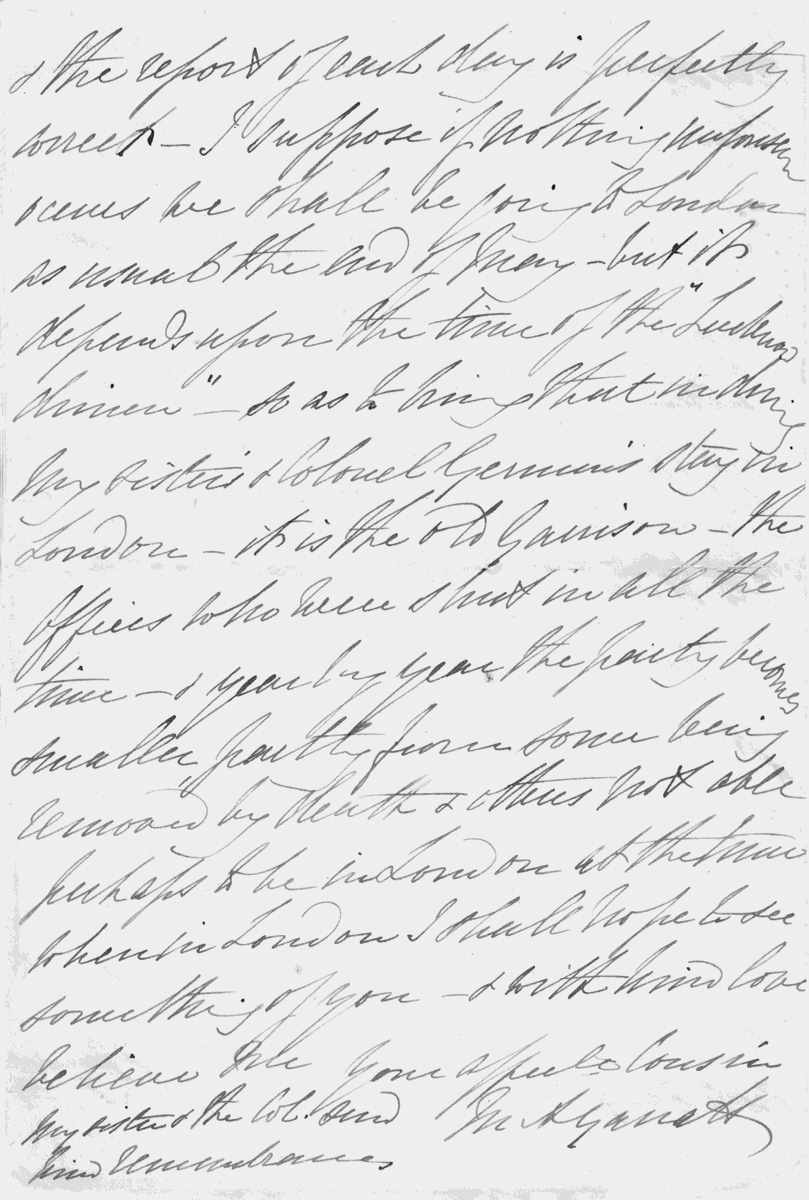 & the report of each day is perfectly
correct – I suppose if nothing unforseen
occurs we shall be going to London
as usual the end of May – but it
depends upon the time of the "Lucknow
dinner" – so as to bring that in during
My sister's & Colonel Germon's stay in
London – it is the old Garrison – the
Officers who were shut in all the
time – & year by year the party becomes
smaller partly from some being
removed by death & others not able
perhaps to be in London at the time
when in London I shall hope to see
something of you – & with kind love
believe me your affecte Cousin
My sister & the Col. send M A Garratt
kind remembrances